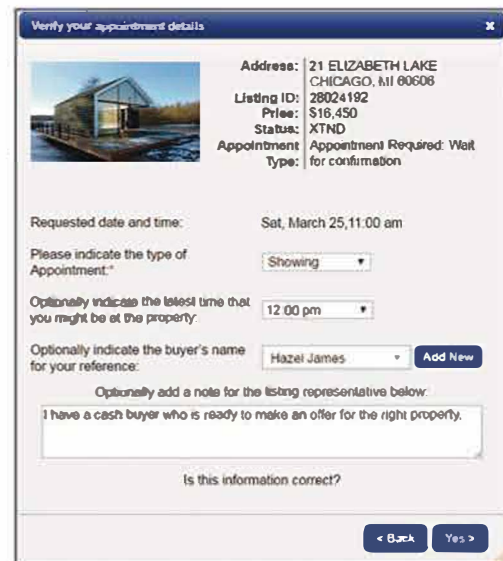 Verify your appointment details
x
Address: 21 ELIZABETH LAKE
CHICAGO, MI 60606
Listing ID: 28024192
Price: $16,450
Status: XTND
Appointment Type: Appointment Required: Wait
for confirmation
Requested date and time: Sat, March 25,11:00 am
Please indicate the type of
Appointment:* Showing
Optionally indicate the latest time that
you might be at the property: 12:00 pm
Optionally indicate the buyer's name
for your reference: Hazel James Add New
Optionally add a note for the listing representative below:
I have a cash buyer who is ready to make an offer for the right property,
Is this information correct?
< Back Yes >